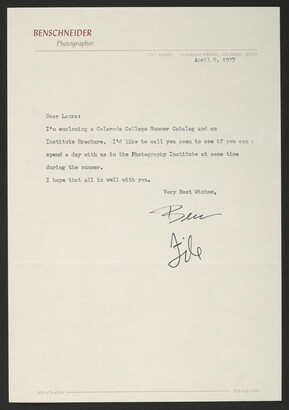 BENSCHNEIDER
Photographer
April 8, 1977
Dear Laura:
I'm enclosing a Colorado College Summer Catalog and an
Institute Brochure. I'd like to call you soon to see if you can
spend a day with us in the Photography Institute at some time
during the summer.
I hope that all is well with you.
Very Best Wishes,
Ben
File